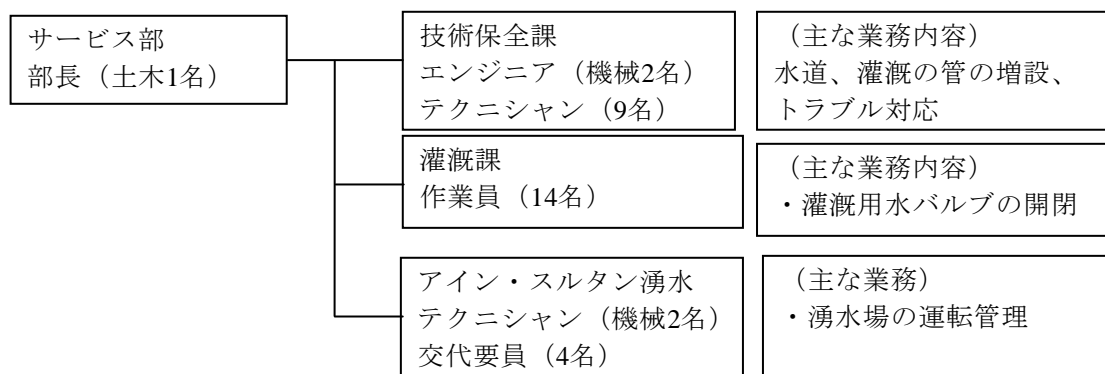 サービス部
部長（土木1名）
技術保全課
エンジニア（機械2名）
テクニシャン（9名）
（主な業務内容）
水道、灌漑の管の増設、
トラブル対応
灌漑課
作業員（14名）
（主な業務内容）
・灌漑用水バルブの開閉
アイン・スルタン湧水
テクニシャン（機械2名）
交代要員（4名）
（主な業務）
・湧水場の運転管理